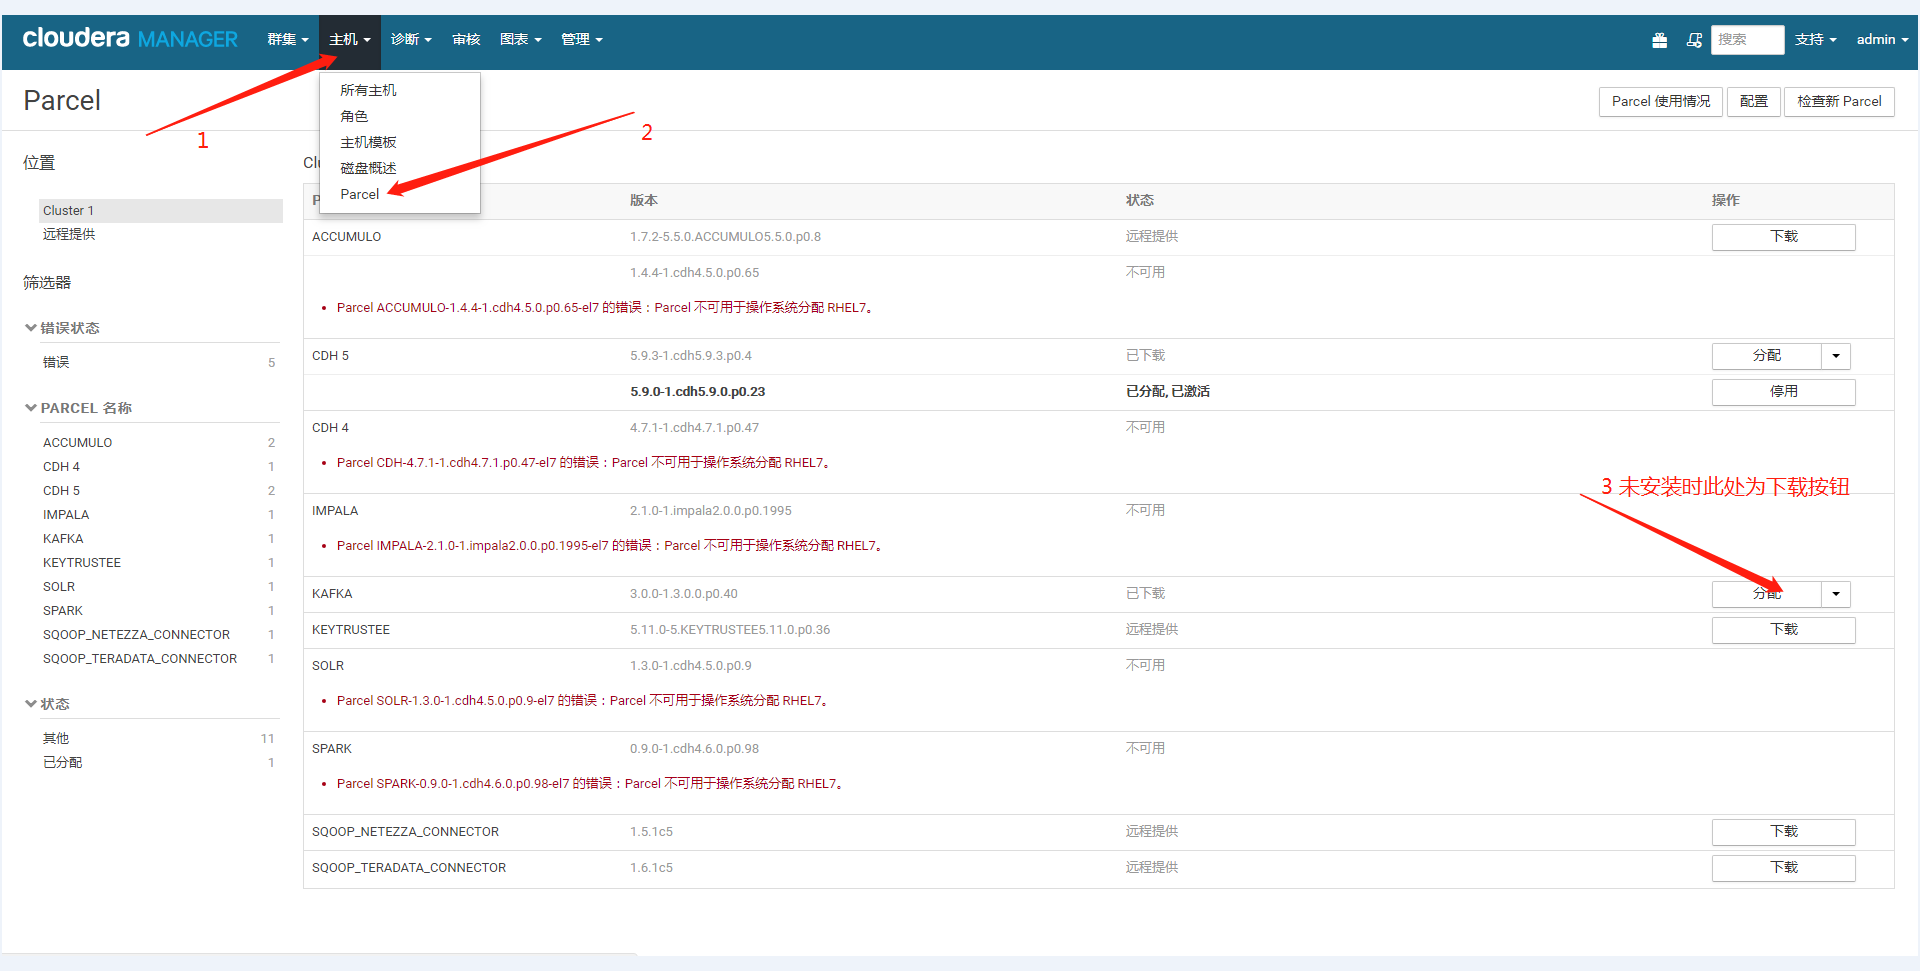 cloudera MANAGER 群集 主机 诊断 审核 图表 管理 搜索 支持 admin
Parcel
Parcel 使用情况 配置 检查新 Parcel
所有主机
角色
主机模板
磁盘概述
Parcel
1
2
位置
Cluster 1
远程提供
筛选器
错误状态
错误 5
PARCEL 名称
ACCUMULO 2
CDH 4 1
CDH 5 2
IMPALA 1
KAFKA 1
KEYTRUSTEE 1
SOLR 1
SPARK 1
SQOOP_NETEZZA_CONNECTOR 1
SQOOP_TERADATA_CONNECTOR 1
状态
其他 11
已分配 1
版本 状态 操作
ACCUMULO 1.7.2-5.5.0.ACCUMULO5.5.0.p0.8 远程提供 下载
1.4.4-1.cdh4.5.0.p0.65 不可用
Parcel ACCUMULO-1.4.4-1.cdh4.5.0.p0.65-el7 的错误：Parcel 不可用于操作系统分配 RHEL7。
CDH 5 5.9.3-1.cdh5.9.3.p0.4 已下载 分配
5.9.0-1.cdh5.9.0.p0.23 已分配, 已激活 停用
CDH 4 4.7.1-1.cdh4.7.1.p0.47 不可用
Parcel CDH-4.7.1-1.cdh4.7.1.p0.47-el7 的错误：Parcel 不可用于操作系统分配 RHEL7。
3 未安装时此处为下载按钮
IMPALA 2.1.0-1.impala2.0.0.p0.1995 不可用
Parcel IMPALA-2.1.0-1.impala2.0.0.p0.1995-el7 的错误：Parcel 不可用于操作系统分配 RHEL7。
KAFKA 3.0.0-1.3.0.0.p0.40 已下载 分配
KEYTRUSTEE 5.11.0-5.KEYTRUSTEE5.11.0.p0.36 远程提供 下载
SOLR 1.3.0-1.cdh4.5.0.p0.9 不可用
Parcel SOLR-1.3.0-1.cdh4.5.0.p0.9-el7 的错误：Parcel 不可用于操作系统分配 RHEL7。
SPARK 0.9.0-1.cdh4.6.0.p0.98 不可用
Parcel SPARK-0.9.0-1.cdh4.6.0.p0.98-el7 的错误：Parcel 不可用于操作系统分配 RHEL7。
SQOOP_NETEZZA_CONNECTOR 1.5.1c5 远程提供 下载
SQOOP_TERADATA_CONNECTOR 1.6.1c5 远程提供 下载